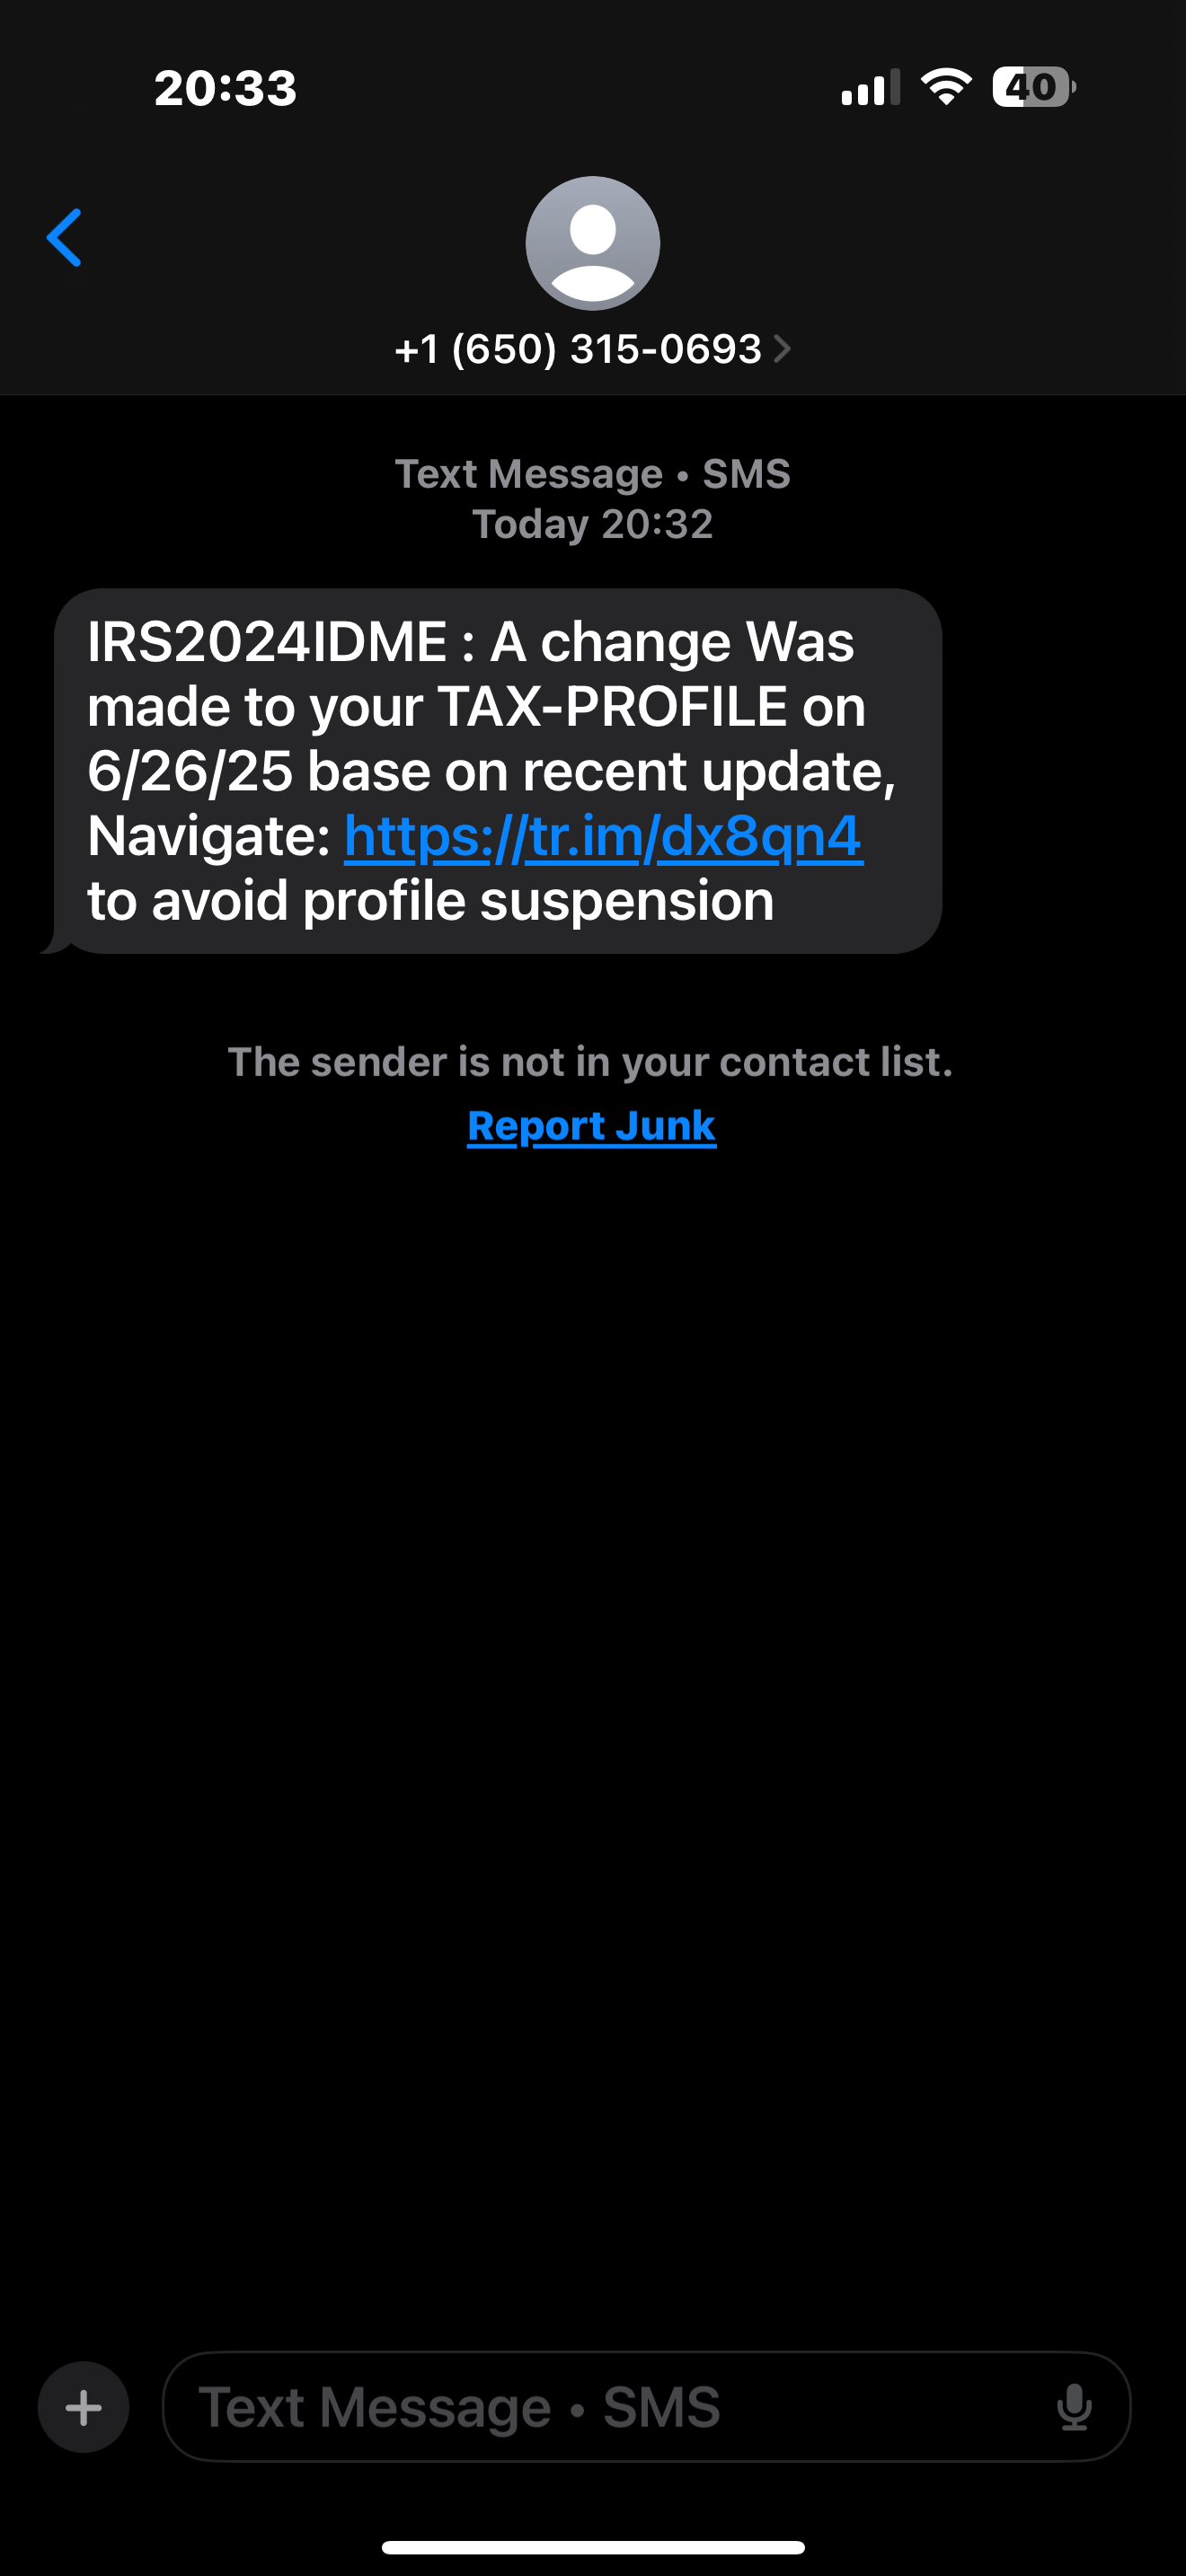 20:33
40
+1 (650) 315-0693
Text Message • SMS
Today 20:32
IRS2024IDME : A change Was
made to your TAX-PROFILE on
6/26/25 base on recent update,
Navigate: https://tr.im/dx8qn4
to avoid profile suspension
The sender is not in your contact list.
Report Junk
Text Message • SMS